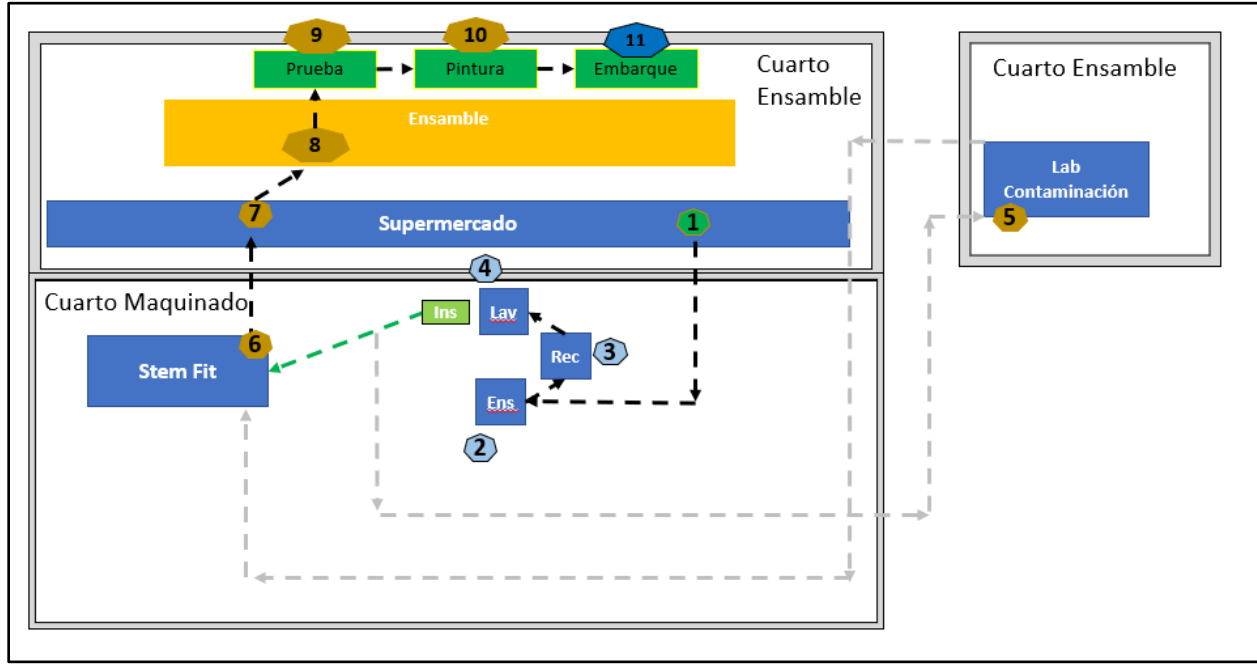 9
10
11
Prueba
Pintura
Embarque
Cuarto
Ensamble
Ensamble
8
7
Supermercado
1
Cuarto Ensamble
Lab
Contaminación
5
4
Cuarto Maquinado
Ins
Lav
6
Rec
3
Stem Fit
Ens
2